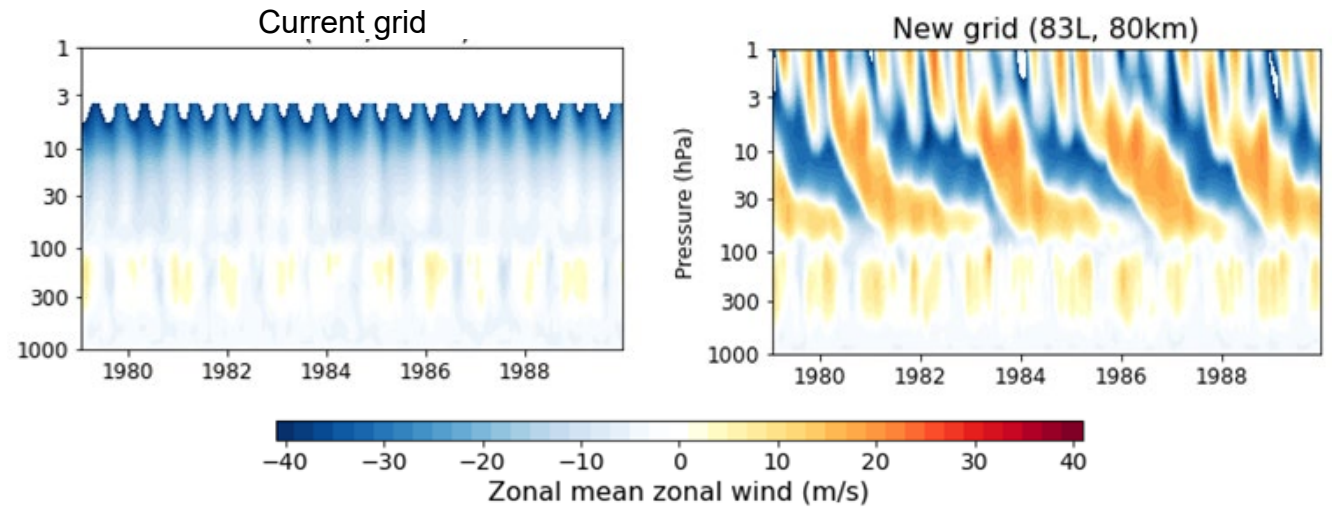 Current grid
New grid (83L, 80km)
1
3
10
30
100
300
1000
1980 1982 1984 1986 1988
Pressure (hPa)
1
3
10
30
100
300
1000
1980 1982 1984 1986 1988
−40 −30 −20 −10 0 10 20 30 40
Zonal mean zonal wind (m/s)